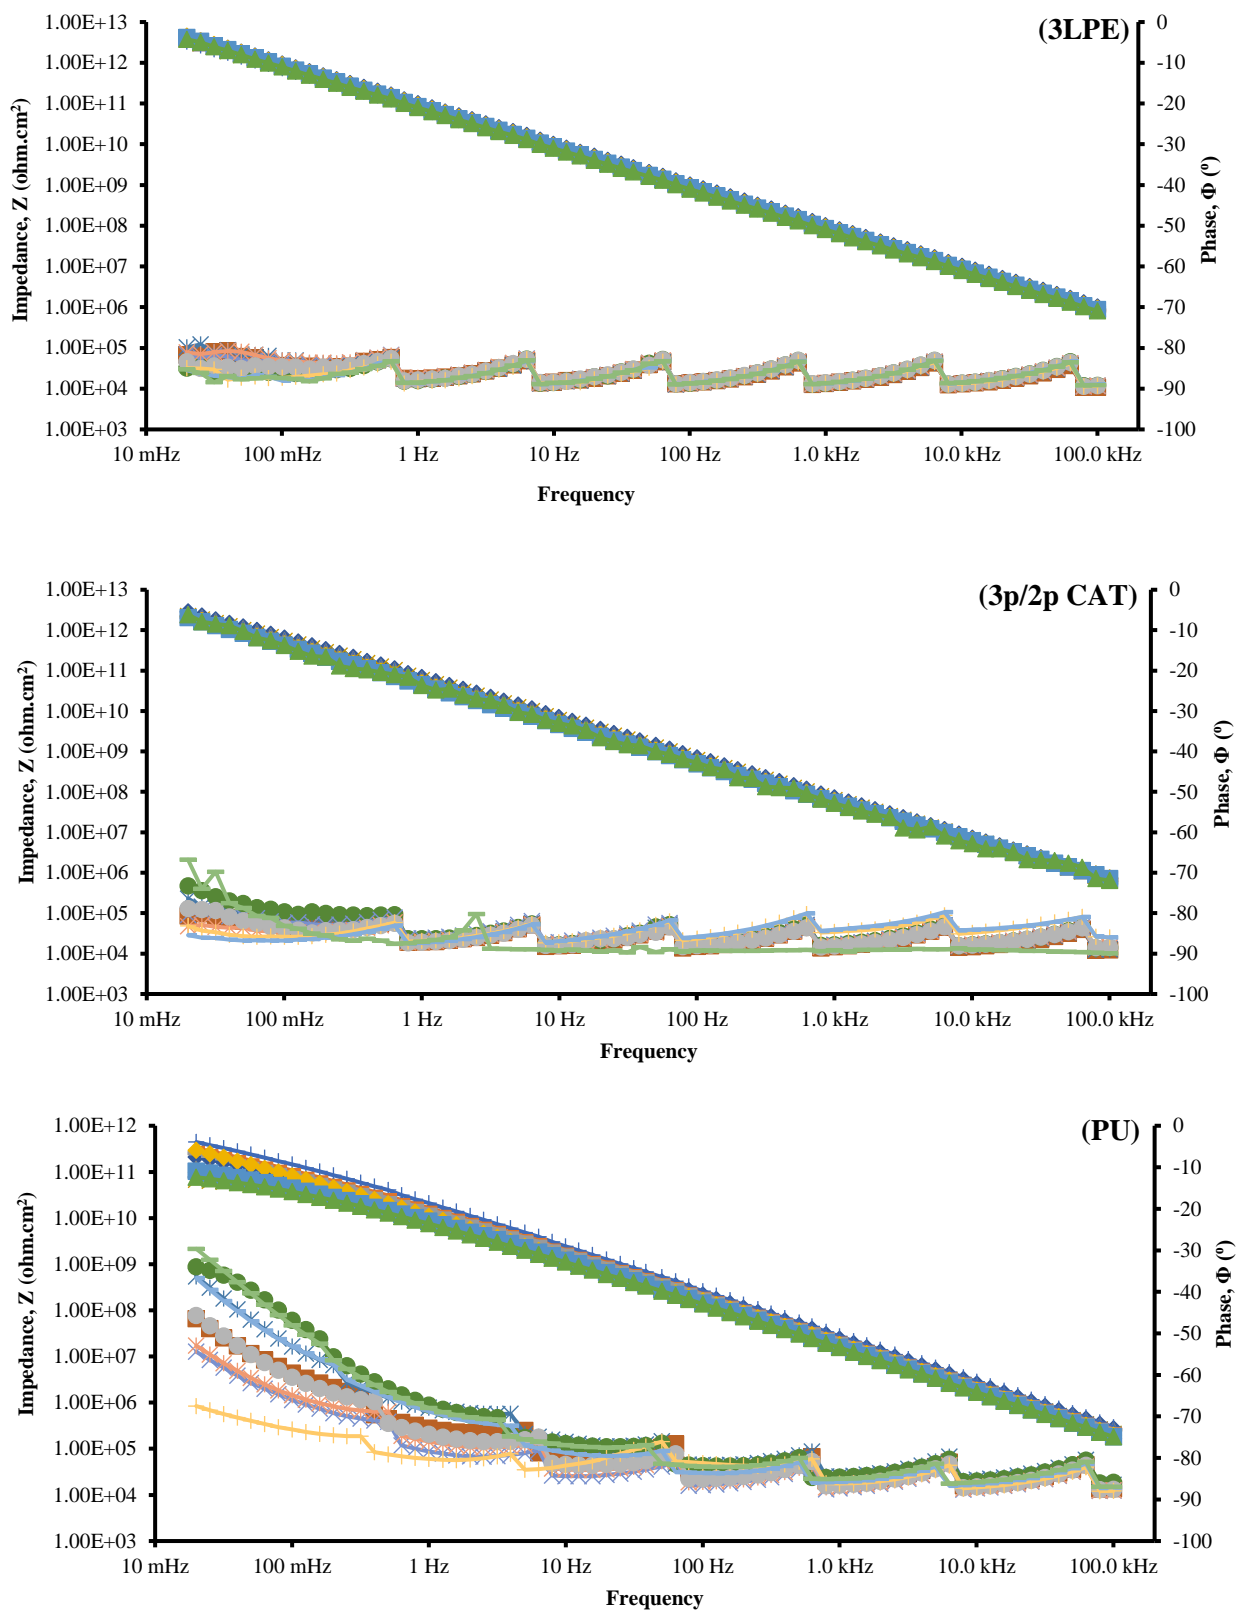 (3LPE)
Impedance, Z (ohm.cm²)
1.00E+13
1.00E+12
1.00E+11
1.00E+10
1.00E+09
1.00E+08
1.00E+07
1.00E+06
1.00E+05
1.00E+04
1.00E+03
0
-10
-20
-30
-40
-50
-60
-70
-80
-90
-100
Phase, Φ (º)
10 mHz 100 mHz 1 Hz 10 Hz 100 Hz 1.0 kHz 10.0 kHz 100.0 kHz
Frequency
(3p/2p CAT)
Impedance, Z (ohm.cm²)
1.00E+13
1.00E+12
1.00E+11
1.00E+10
1.00E+09
1.00E+08
1.00E+07
1.00E+06
1.00E+05
1.00E+04
1.00E+03
0
-10
-20
-30
-40
-50
-60
-70
-80
-90
-100
Phase, Φ (º)
10 mHz 100 mHz 1 Hz 10 Hz 100 Hz 1.0 kHz 10.0 kHz 100.0 kHz
Frequency
(PU)
Impedance, Z (ohm.cm²)
1.00E+12
1.00E+11
1.00E+10
1.00E+09
1.00E+08
1.00E+07
1.00E+06
1.00E+05
1.00E+04
1.00E+03
0
-10
-20
-30
-40
-50
-60
-70
-80
-90
-100
Phase, Φ (º)
10 mHz 100 mHz 1 Hz 10 Hz 100 Hz 1.0 kHz 10.0 kHz 100.0 kHz
Frequency